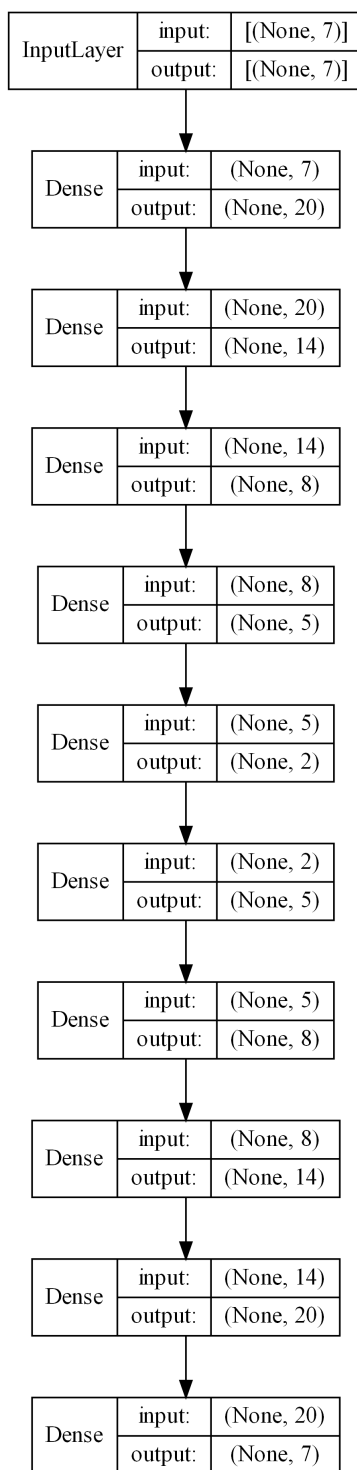 InputLayer
input: [(None, 7)]
output: [(None, 7)]
Dense
input: (None, 7)
output: (None, 20)
Dense
input: (None, 20)
output: (None, 14)
Dense
input: (None, 14)
output: (None, 8)
Dense
input: (None, 8)
output: (None, 5)
Dense
input: (None, 5)
output: (None, 2)
Dense
input: (None, 2)
output: (None, 5)
Dense
input: (None, 5)
output: (None, 8)
Dense
input: (None, 8)
output: (None, 14)
Dense
input: (None, 14)
output: (None, 20)
Dense
input: (None, 20)
output: (None, 7)